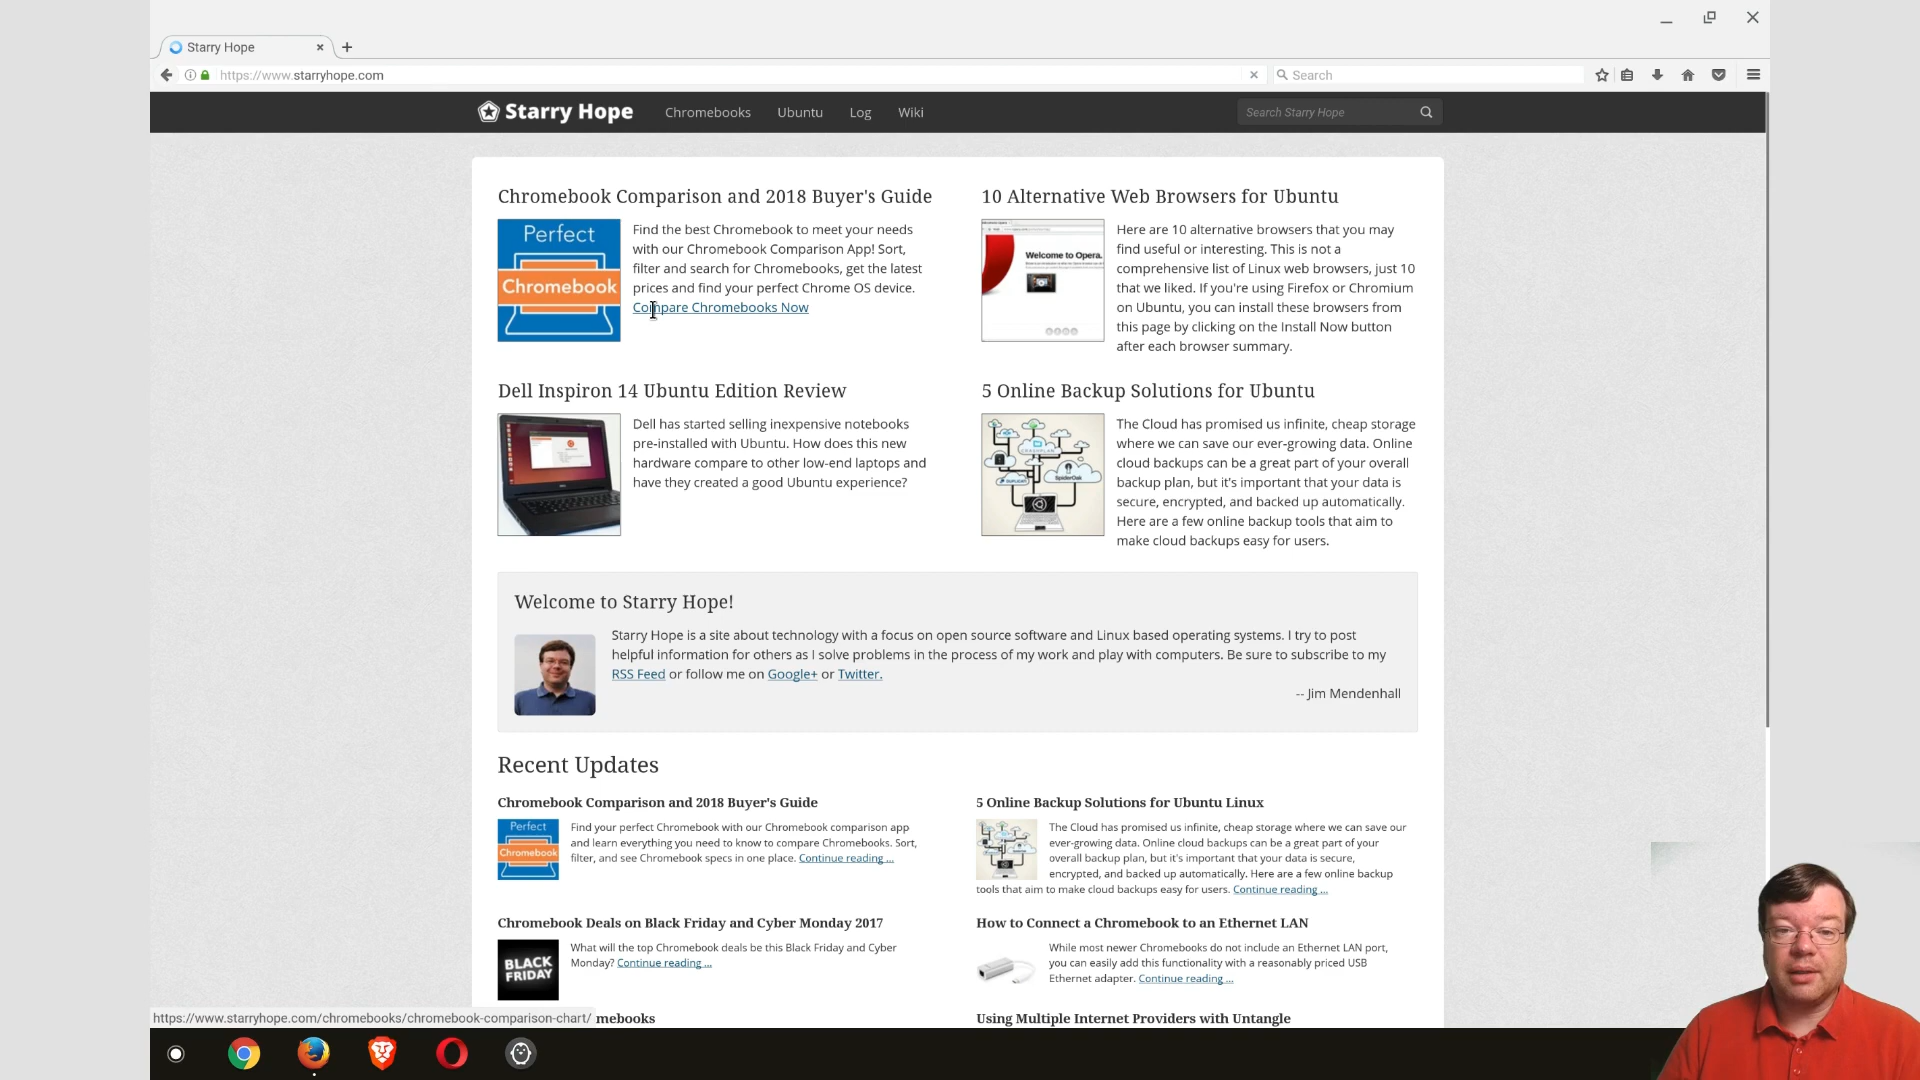 Starry Hope
https://www.starryhope.com
Search
Starry Hope
Chromebooks
Ubuntu
Log
Wiki
Search Starry Hope
Chromebook Comparison and 2018 Buyer's Guide
Perfect
Chromebook
Find the best Chromebook to meet your needs
with our Chromebook Comparison App! Sort,
filter and search for Chromebooks, get the latest
prices and find your perfect Chrome OS device.
Compare Chromebooks Now
10 Alternative Web Browsers for Ubuntu
Welcome to Opera.
Here are 10 alternative browsers that you may
find useful or interesting. This is not a
comprehensive list of Linux web browsers, just 10
that we liked. If you're using Firefox or Chromium
on Ubuntu, you can install these browsers from
this page by clicking on the Install Now button
after each browser summary.
Dell Inspiron 14 Ubuntu Edition Review
Dell has started selling inexpensive notebooks
pre-installed with Ubuntu. How does this new
hardware compare to other low-end laptops and
have they created a good Ubuntu experience?
5 Online Backup Solutions for Ubuntu
SpiderOak
The Cloud has promised us infinite, cheap storage
where we can save our ever-growing data. Online
cloud backups can be a great part of your overall
backup plan, but it's important that your data is
secure, encrypted, and backed up automatically.
Here are a few online backup tools that aim to
make cloud backups easy for users.
Welcome to Starry Hope!
Starry Hope is a site about technology with a focus on open source software and Linux based operating systems. I try to post
helpful information for others as I solve problems in the process of my work and play with computers. Be sure to subscribe to my
RSS Feed or follow me on Google+ or Twitter.
-- Jim Mendenhall
Recent Updates
Chromebook Comparison and 2018 Buyer's Guide
Perfect
Chromebook
Find your perfect Chromebook with our Chromebook comparison app
and learn everything you need to know to compare Chromebooks. Sort,
filter, and see Chromebook specs in one place. Continue reading ...
5 Online Backup Solutions for Ubuntu Linux
The Cloud has promised us infinite, cheap storage where we can save our
ever-growing data. Online cloud backups can be a great part of your
overall backup plan, but it's important that your data is secure,
encrypted, and backed up automatically. Here are a few online backup
tools that aim to make cloud backups easy for users. Continue reading ...
Chromebook Deals on Black Friday and Cyber Monday 2017
BLACK
FRIDAY
What will the top Chromebook deals be this Black Friday and Cyber
Monday? Continue reading ...
How to Connect a Chromebook to an Ethernet LAN
While most newer Chromebooks do not include an Ethernet LAN port,
you can easily add this functionality with a reasonably priced USB
Ethernet adapter. Continue reading ...
https://www.starryhope.com/chromebooks/chromebook-comparison-chart/
mebooks
Using Multiple Internet Providers with Untangle